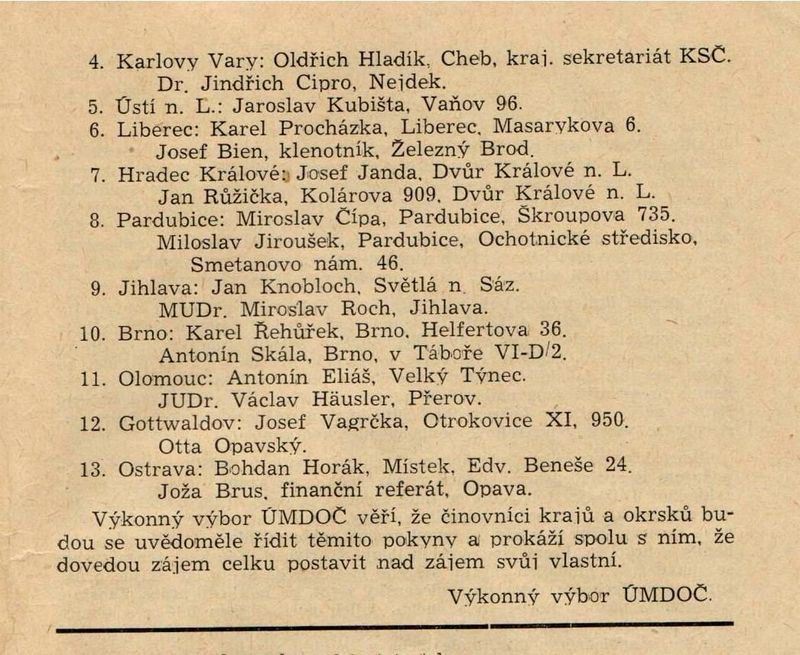 4. Karlovy Vary: Oldřich Hladík, Cheb, kraj. sekretariát KSČ.
Dr. Jindřich Cipro, Nejdek.
5. Ústí n. L.: Jaroslav Kubišta, Vaňov 96.
6. Liberec: Karel Procházka, Liberec, Masarykova 6.
Josef Bien, klenotník, Železný Brod.
7. Hradec Králové: Josef Janda, Dvůr Králové n. L.
Jan Růžička, Kolárova 909, Dvůr Králové n. L.
8. Pardubice: Miroslav Čípa, Pardubice, Škroupova 735.
Miloslav Jiroušek, Pardubice, Ochotnické středisko,
Smetanovo nám. 46.
9. Jihlava: Jan Knobloch, Světlá n. Sáz.
MUDr. Miroslav Roch, Jihlava.
10. Brno: Karel Řehůřek, Brno, Helfertova 36.
Antonín Skála, Brno, v Táboře VI-D/2.
11. Olomouc: Antonín Eliáš, Velký Týnec.
JUDr. Václav Häusler, Přerov.
12. Gottwaldov: Josef Vagrčka, Otrokovice XI, 950.
Otta Opavský.
13. Ostrava: Bohdan Horák, Místek, Edv. Beneše 24.
Joža Brus, finanční referát, Opava.
Výkonný výbor ÚMDOČ věří, že činovníci krajů a okrsků bu-
dou se uvědoměle řídit těmito pokyny a prokáží spolu s ním, že
dovedou zájem celku postavit nad zájem svůj vlastní.
Výkonný výbor ÚMDOČ.